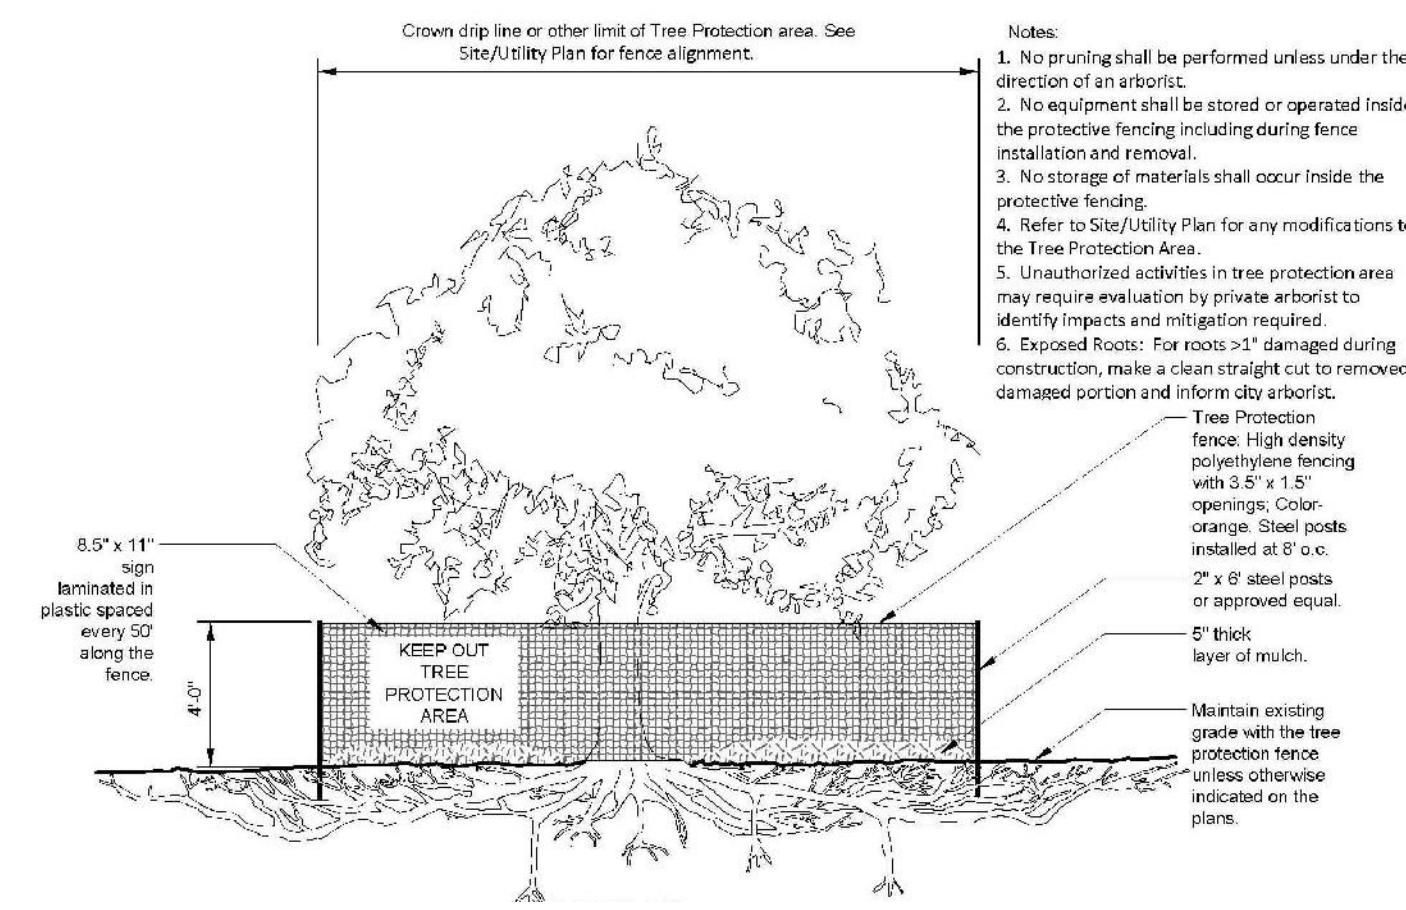 Crown drip line or other limit of Tree Protection area. See
Site/Utility Plan for fence alignment.
Notes:
1. No pruning shall be performed unless under the
direction of an arborist.
2. No equipment shall be stored or operated inside
the protective fencing including during fence
installation and removal.
3. No storage of materials shall occur inside the
protective fencing.
4. Refer to Site/Utility Plan for any modifications to
the Tree Protection Area.
5. Unauthorized activities in tree protection area
may require evaluation by private arborist to
identify impacts and mitigation required.
6. Exposed Roots: For roots >1" damaged during
construction, make a clean straight cut to removed
damaged portion and inform city arborist.
Tree Protection
fence: High density
polyethylene fencing
with 3.5" x 1.5"
openings; Color-
orange. Steel posts
installed at 8' o.c.
2" x 6' steel posts
or approved equal.
5" thick
layer of mulch.
Maintain existing
grade with the tree
protection fence
unless otherwise
indicated on the
plans.
8.5" x 11"
sign
laminated in
plastic spaced
every 50'
along the
fence.
4'-0"
KEEP OUT
TREE
PROTECTION
AREA